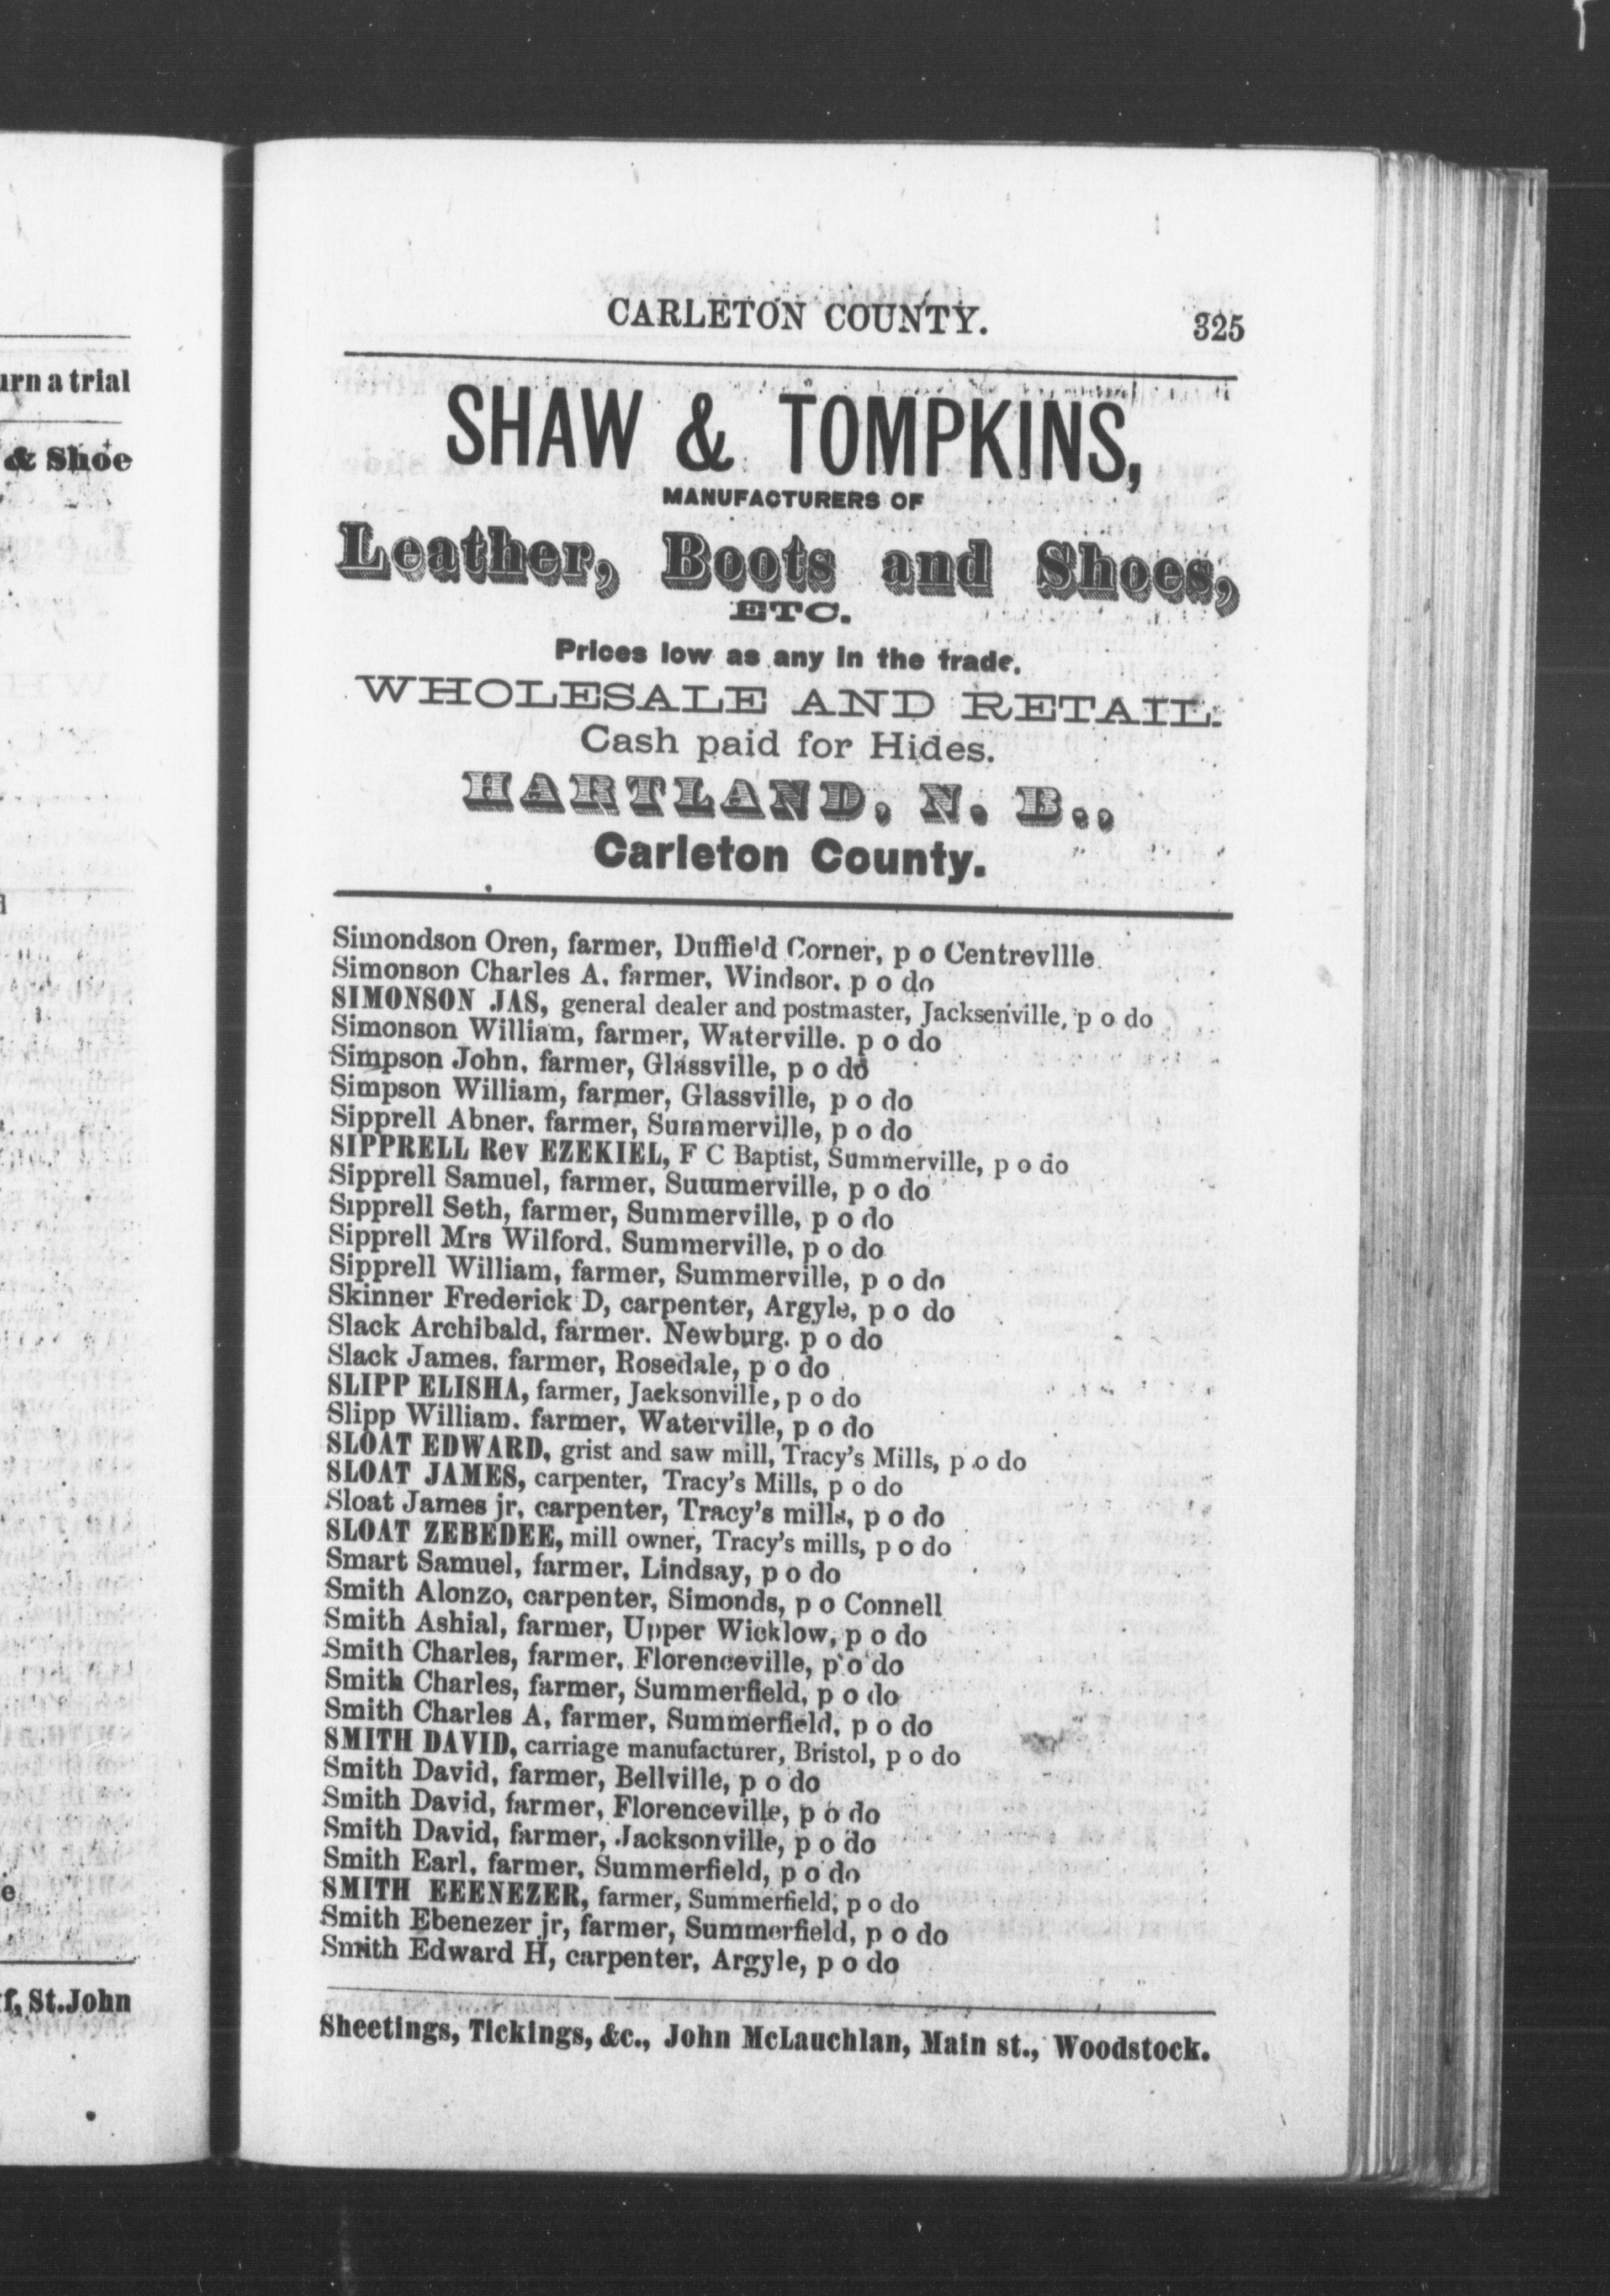 urn a trial
& Shoe
e
f, St.John
CARLETON COUNTY.
325
SHAW & TOMPKINS,
MANUFACTURERS OF
Leather, Boots and Shoes,
ETC.
Prices low as any in the trade.
WHOLESALE AND RETAIL.
Cash paid for Hides.
HARTLAND, N. B.,
Carleton County.
Simondson Oren, farmer, Duffie'd Corner, p o Centrevllle
Simonson Charles A, farmer, Windsor, p o do
SIMONSON JAS, general dealer and postmaster, Jacksenville, p o do
Simonson William, farmer, Waterville. p o do
Simpson John, farmer, Glassville, p o do
Simpson William, farmer, Glassville, p o do
Sipprell Abner, farmer, Summerville, p o do
SIPPRELL Rev EZEKIEL, F C Baptist, Summerville, p o do
Sipprell Samuel, farmer, Summerville, p o do
Sipprell Seth, farmer, Summerville, p o do
Sipprell Mrs Wilford. Summerville, p o do
Sipprell William, farmer, Summerville, p o do
Skinner Frederick D, carpenter, Argyle, p o do
Slack Archibald, farmer. Newburg. p o do
Slack James. farmer, Rosedale, p o do
SLIPP ELISHA, farmer, Jacksonville, p o do
Slipp William. farmer, Waterville, p o do
SLOAT EDWARD, grist and saw mill, Tracy's Mills, p o do
SLOAT JAMES, carpenter, Tracy's Mills, p o do
Sloat James jr, carpenter, Tracy's mills, p o do
SLOAT ZEBEDEE, mill owner, Tracy's mills, p o do
Smart Samuel, farmer, Lindsay, p o do
Smith Alonzo, carpenter, Simonds, p o Connell
Smith Ashial, farmer, Upper Wicklow, p o do
Smith Charles, farmer, Florenceville, p o do
Smith Charles, farmer, Summerfield, p o do
Smith Charles A, farmer, Summerfield, p o do
SMITH DAVID, carriage manufacturer, Bristol, p o do
Smith David, farmer, Bellville, p o do
Smith David, farmer, Florenceville, p o do
Smith David, farmer, Jacksonville, p o do
Smith Earl, farmer, Summerfield, p o do
SMITH EEENEZER, farmer, Summerfield, p o do
Smith Ebenezer jr, farmer, Summerfield, p o do
Smith Edward H, carpenter, Argyle, p o do
Sheetings, Tickings, &c., John McLauchlan, Main st., Woodstock.